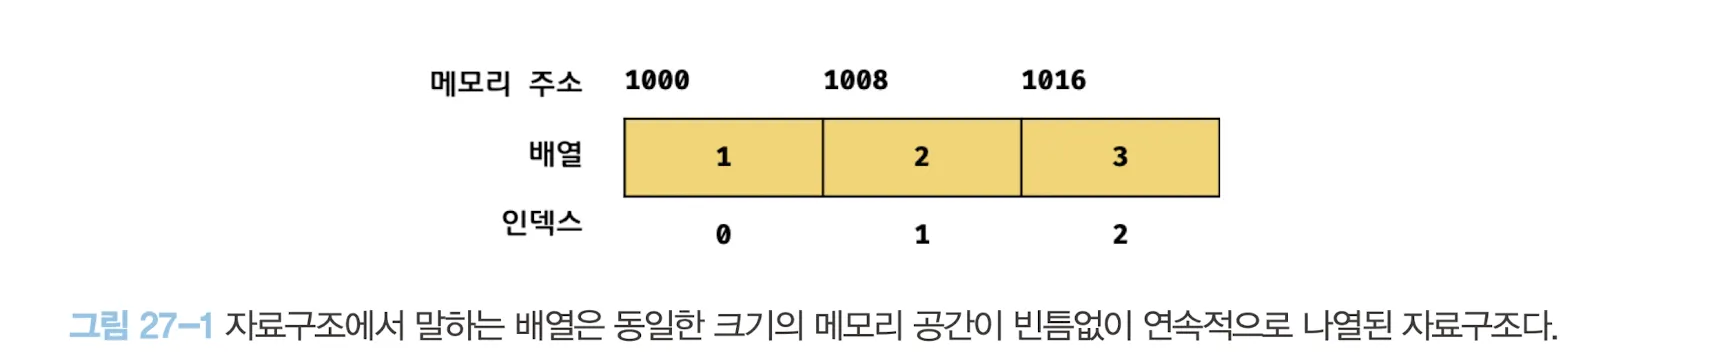 메모리 주소 1000 1008 1016
배열 1 2 3
인덱스 0 1 2
그림 27-1 자료구조에서 말하는 배열은 동일한 크기의 메모리 공간이 빈틈없이 연속적으로 나열된 자료구조다.